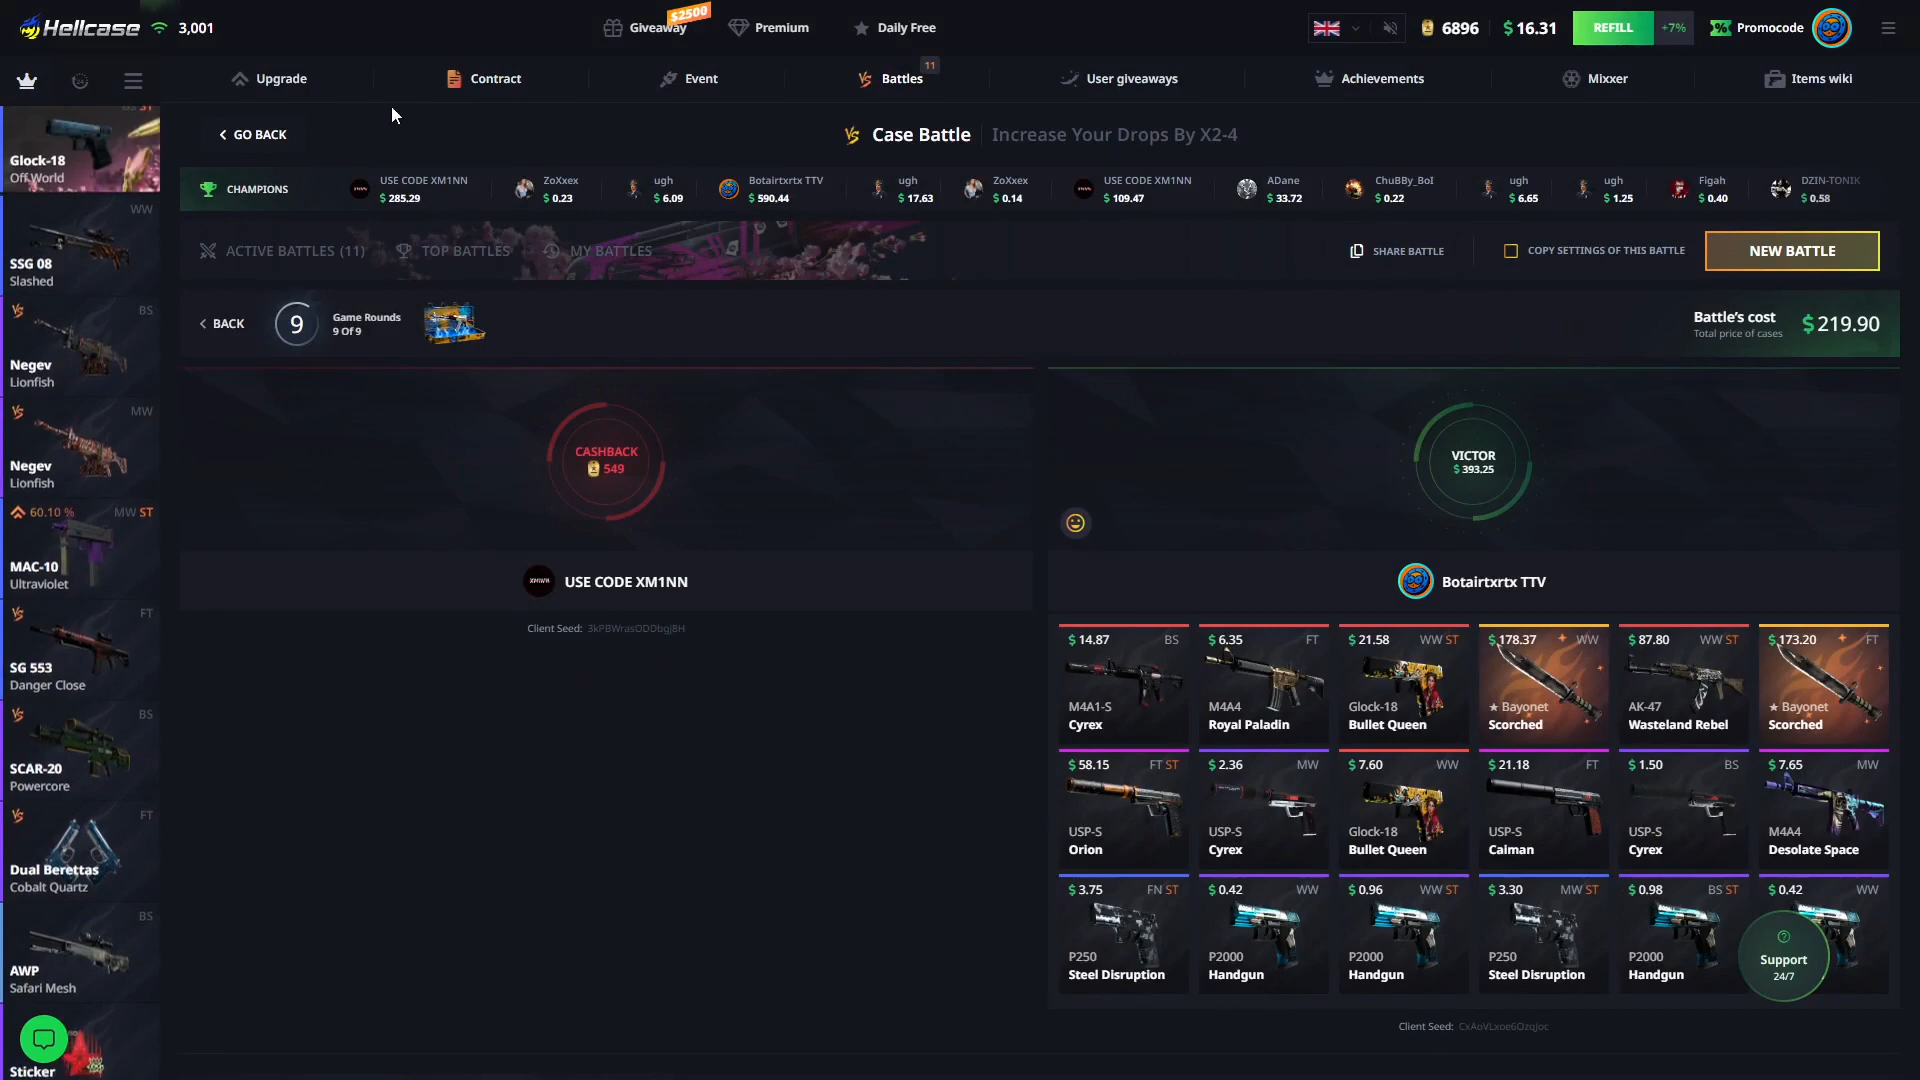 Hellcase
3,001
Giveaway
$2500
Premium
Daily Free
6896
$ 16.31
REFILL
+7%
Promocode
Upgrade
Contract
Event
Battles
11
User giveaways
Achievements
Mixxer
Items wiki
GO BACK
Case Battle
Increase Your Drops By X2-4
CHAMPIONS
USE CODE XM1NN
$ 285.29
ZoXxex
$ 0.23
ugh
$ 6.09
Botairtxrtx TTV
$ 590.44
ugh
$ 17.63
ZoXxex
$ 0.14
USE CODE XM1NN
$ 109.47
ADane
$ 33.72
ChuBBy_BoI
$ 0.22
ugh
$ 6.65
ugh
$ 1.25
Figah
$ 0.40
DZIN-TONIK
$ 0.58
ACTIVE BATTLES (11)
TOP BATTLES
MY BATTLES
SHARE BATTLE
COPY SETTINGS OF THIS BATTLE
NEW BATTLE
BACK
9
Game Rounds
9 Of 9
Battle's cost
Total price of cases
$ 219.90
CASHBACK
549
VICTOR
$ 393.25
USE CODE XM1NN
Botairtxrtx TTV
Client Seed: 3kPBWrasODDbgj8H
$ 14.87 BS
M4A1-S
Cyrex
$ 6.35 FT
M4A4
Royal Paladin
$ 21.58 WW ST
Glock-18
Bullet Queen
$ 178.37 WW
★ Bayonet
Scorched
$ 87.80 WW ST
AK-47
Wasteland Rebel
$ 173.20 FT
★ Bayonet
Scorched
$ 58.15 FT ST
USP-S
Orion
$ 2.36 MW
USP-S
Cyrex
$ 7.60 WW
Glock-18
Bullet Queen
$ 21.18 FT
USP-S
Caiman
$ 1.50 BS
USP-S
Cyrex
$ 7.65 MW
M4A4
Desolate Space
$ 3.75 FN ST
P250
Steel Disruption
$ 0.42 WW
P2000
Handgun
$ 0.96 WW ST
P2000
Handgun
$ 3.30 MW ST
P250
Steel Disruption
$ 0.98 BS ST
P2000
Handgun
$ 0.42 WW
Support
24/7
Client Seed: CxAoVLxoe6OzqJoc
BS ST
Glock-18
Off World
WW
SSG 08
Slashed
BS
Negev
Lionfish
MW
Negev
Lionfish
60.10 % MW ST
MAC-10
Ultraviolet
FT
SG 553
Danger Close
BS
SCAR-20
Powercore
FT
Dual Berettas
Cobalt Quartz
BS
AWP
Safari Mesh
Sticker